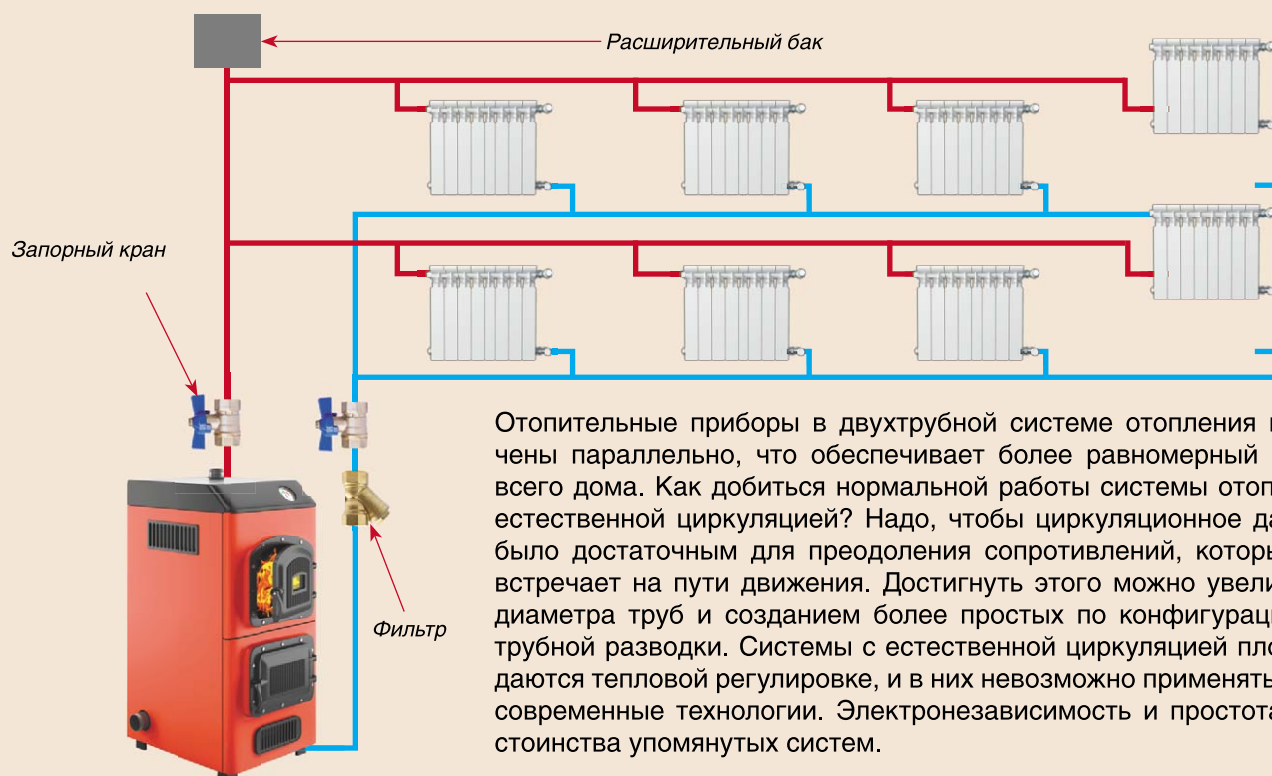 Расширительный бак
Запорный кран
Фильтр
Отопительные приборы в двухтрубной системе отопления
чены параллельно, что обеспечивает более равномерный
всего дома. Как добиться нормальной работы системы отоп
естественной циркуляцией? Надо, чтобы циркуляционное да
было достаточным для преодоления сопротивлений, которы
встречает на пути движения. Достигнуть этого можно увели
диаметра труб и созданием более простых по конфигураци
трубной разводки. Системы с естественной циркуляцией пло
даются тепловой регулировке, и в них невозможно применять
современные технологии. Электронезависимость и простота
стоинства упомянутых систем.